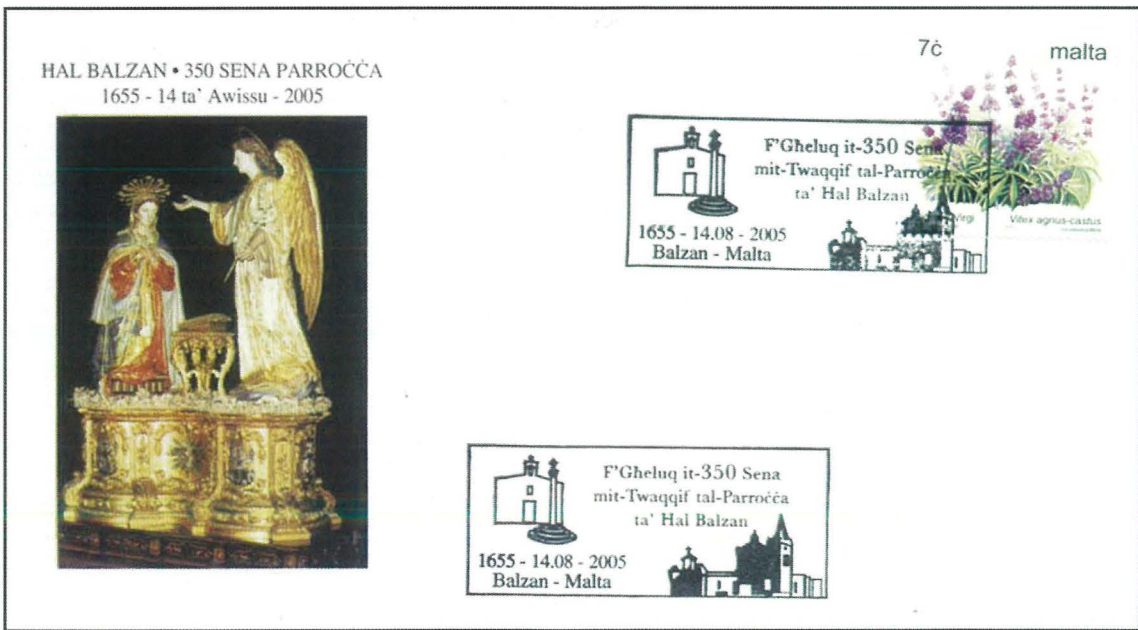 ĦAL BALZAN • 350 SENA PARROĊĊA
1655 - 14 ta' Awissu - 2005
7ċ malta
F'Għeluq it-350 Sena
mit-Twaqqif tal-Parroċċa
ta' Hal Balzan
1655 - 14.08 - 2005
Balzan - Malta
Virgi Vitex agnus-castus
F'Għeluq it-350 Sena
mit-Twaqqif tal-Parroċċa
ta' Hal Balzan
1655 - 14.08 - 2005
Balzan - Malta